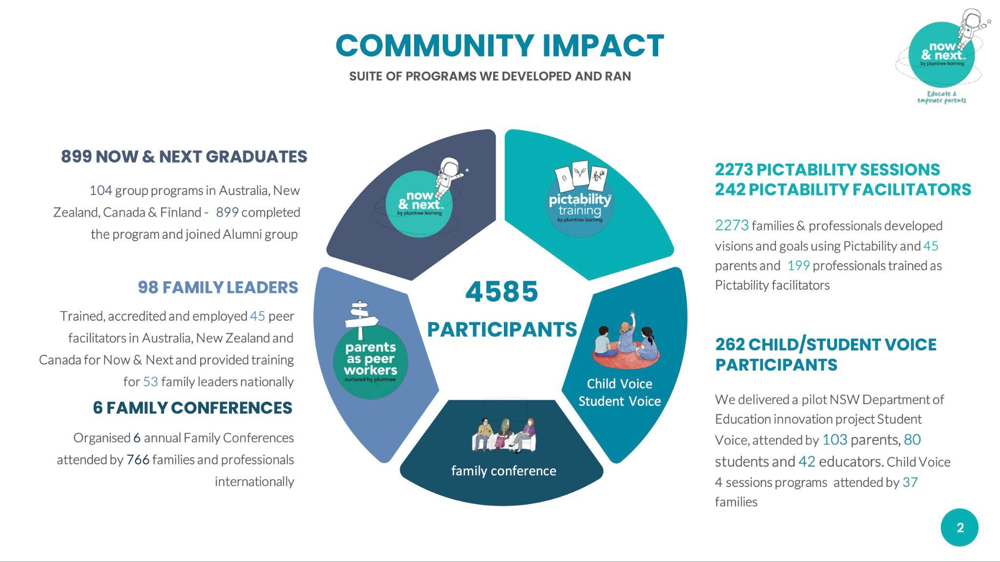 COMMUNITY IMPACT
SUITE OF PROGRAMS WE DEVELOPED AND RAN
now
& next™
by plumtree learning
Educate &
empower parents
899 NOW & NEXT GRADUATES
104 group programs in Australia, New
Zealand, Canada & Finland - 899 completed
the program and joined Alumni group
98 FAMILY LEADERS
Trained, accredited and employed 45 peer
facilitators in Australia, New Zealand and
Canada for Now & Next and provided training
for 53 family leaders nationally
6 FAMILY CONFERENCES
Organised 6 annual Family Conferences
attended by 766 families and professionals
internationally
now
& next™
by plumtree learning
pictability™
training
by plumtree learning
parents
as peer
workers
nurtured by plumtree
4585
PARTICIPANTS
Child Voice
Student Voice
family conference
2273 PICTABILITY SESSIONS
242 PICTABILITY FACILITATORS
2273 families & professionals developed
visions and goals using Pictability and 45
parents and 199 professionals trained as
Pictability facilitators
262 CHILD/STUDENT VOICE
PARTICIPANTS
We delivered a pilot NSW Department of
Education innovation project Student
Voice, attended by 103 parents, 80
students and 42 educators. Child Voice
4 sessions programs attended by 37
families
2